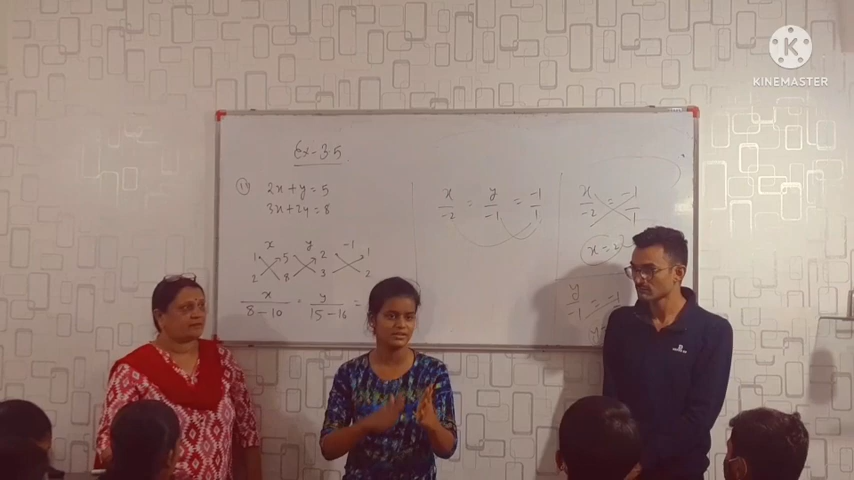 KINEMASTER
Ex-3.5
(ii) 2x+y=5
3x+2y=8
x y -1
1 5 2 1
2 8 3 2
x/8-10 = y/15-16 =
x/-2 = y/-1 = -1/1
x/-2 = -1/1
x=2
y/-1 = -1